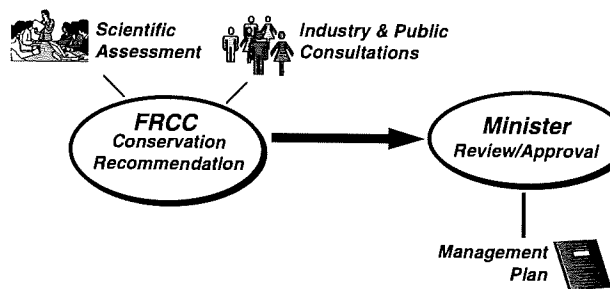 Scientific
Assessment
Industry & Public
Consultations
FRCC
Conservation
Recommendation
Minister
Review/Approval
Management
Plan